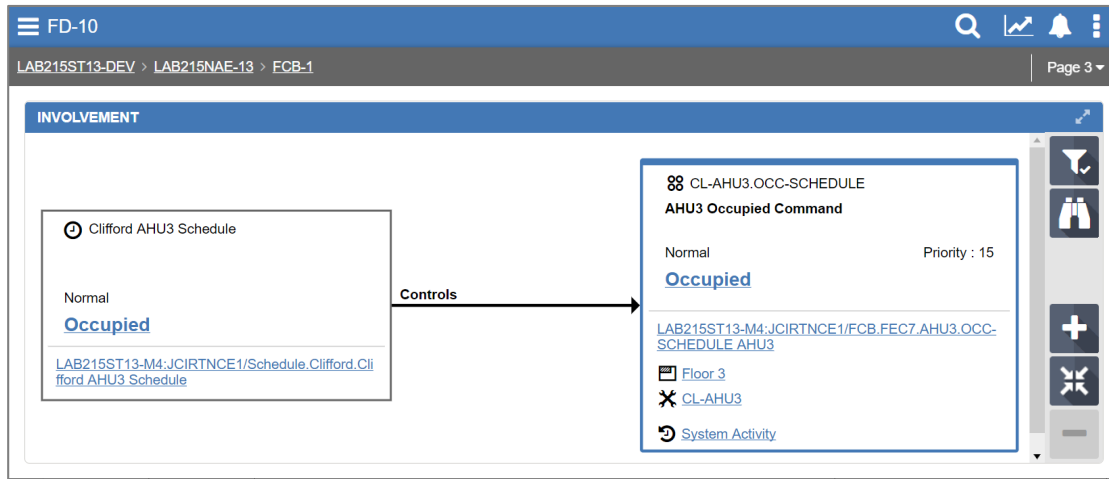 FD-10
LAB215ST13-DEV > LAB215NAE-13 > FCB-1
Page 3
INVOLVEMENT
Clifford AHU3 Schedule
Normal
Occupied
LAB215ST13-M4:JCIRTNCE1/Schedule.Clifford.Cli
fford AHU3 Schedule
Controls
CL-AHU3.OCC-SCHEDULE
AHU3 Occupied Command
Normal
Priority : 15
Occupied
LAB215ST13-M4:JCIRTNCE1/FCB.FEC7.AHU3.OCC-
SCHEDULE AHU3
Floor 3
CL-AHU3
System Activity